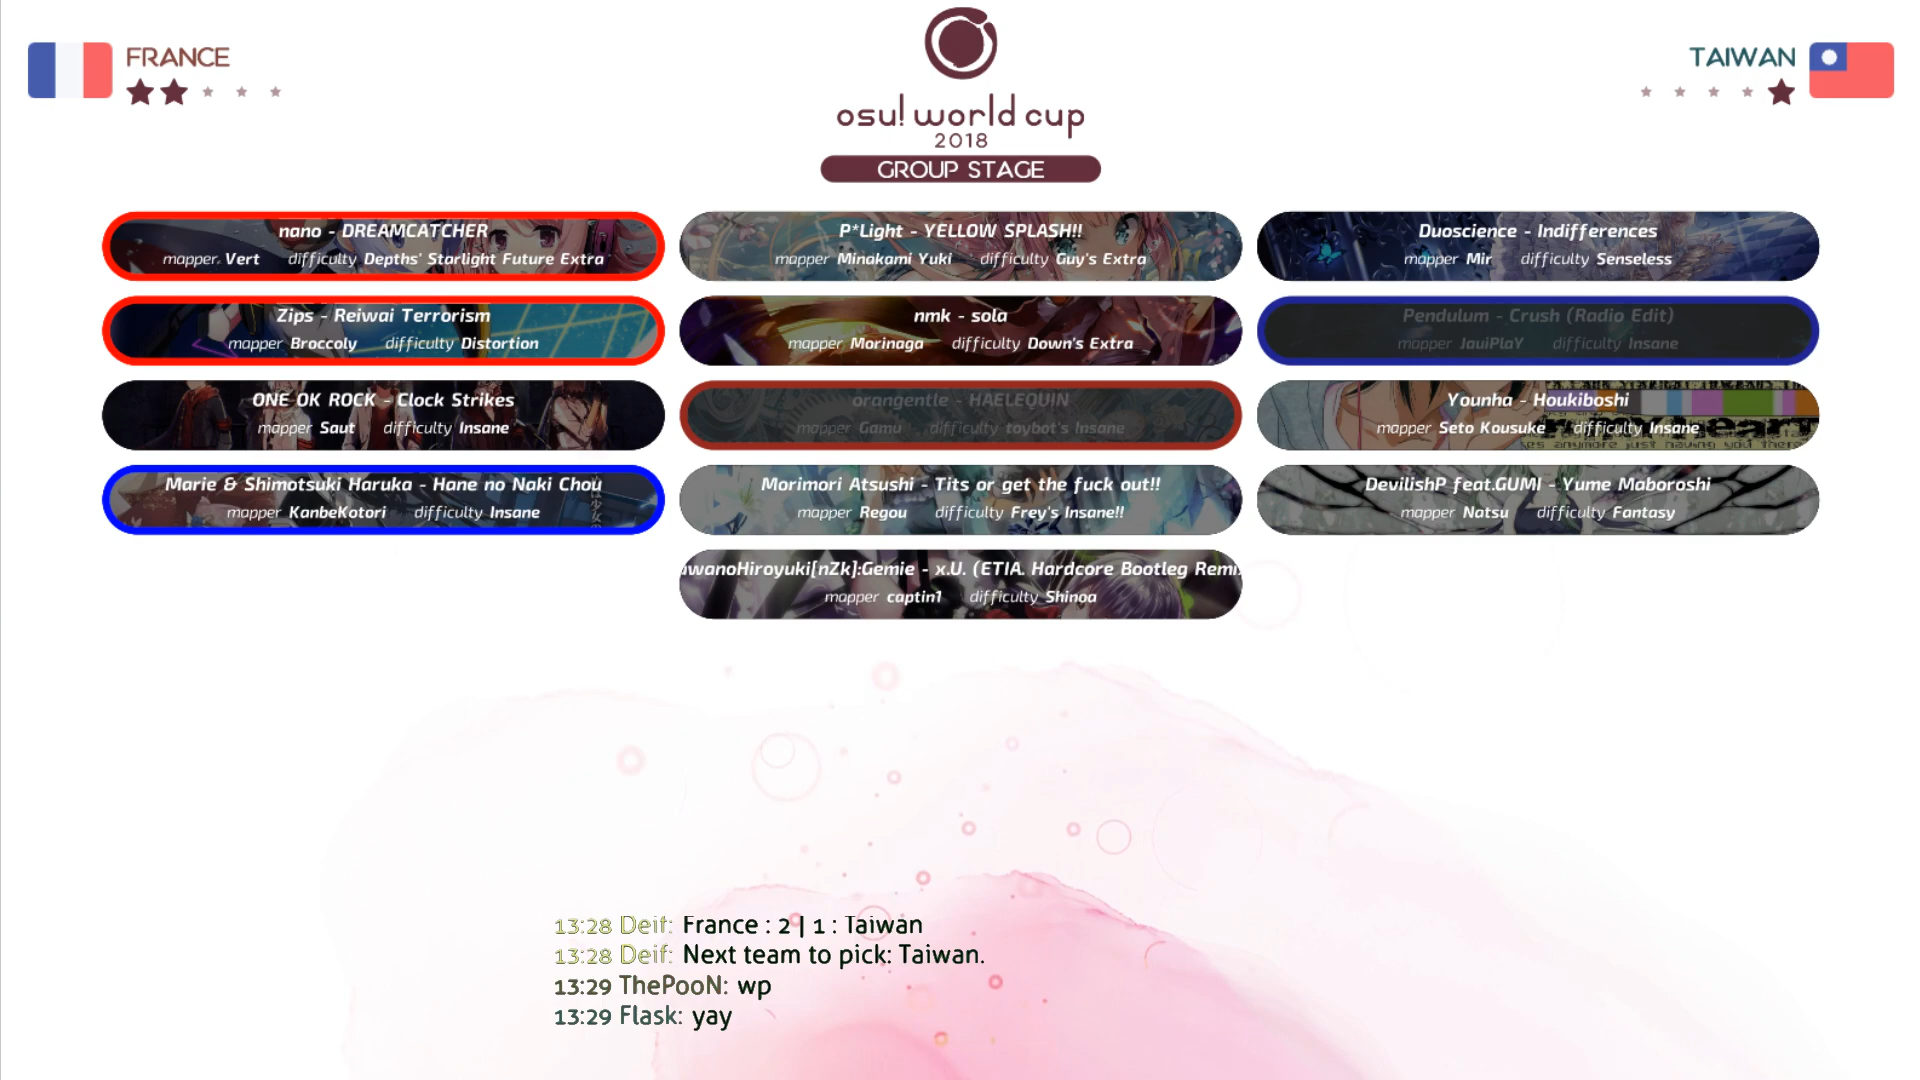 FRANCE
TAIWAN
osu! world cup
2018
GROUP STAGE
nano - DREAMCATCHER
mapper Vert difficulty Depths' Starlight Future Extra
P*Light - YELLOW SPLASH!!
mapper Minakami Yuki difficulty Guy's Extra
Duoscience - Indifferences
mapper Mir difficulty Senseless
Zips - Reiwai Terrorism
mapper Broccoly difficulty Distortion
nmk - sola
mapper Morinaga difficulty Down's Extra
Pendulum - Crush (Radio Edit)
mapper JauiPlaY difficulty Insane
ONE OK ROCK - Clock Strikes
mapper Saut difficulty Insane
orangentle - HAELEQUIN
mapper Gamu difficulty toybot's Insane
Younha - Houkiboshi
mapper Seto Kousuke difficulty Insane
Marie & Shimotsuki Haruka - Hane no Naki Chou
mapper KanbeKotori difficulty Insane
Morimori Atsushi - Tits or get the fuck out!!
mapper Regou difficulty Frey's Insane!!
DevilishP feat.GUMI - Yume Maboroshi
mapper Natsu difficulty Fantasy
wanoHiroyuki[nZk]:Gemie - x.U. (ETIA. Hardcore Bootleg Remi
mapper captin1 difficulty Shinoa
13:28 Deif: France : 2 | 1 : Taiwan
13:28 Deif: Next team to pick: Taiwan.
13:29 ThePooN: wp
13:29 Flask: yay